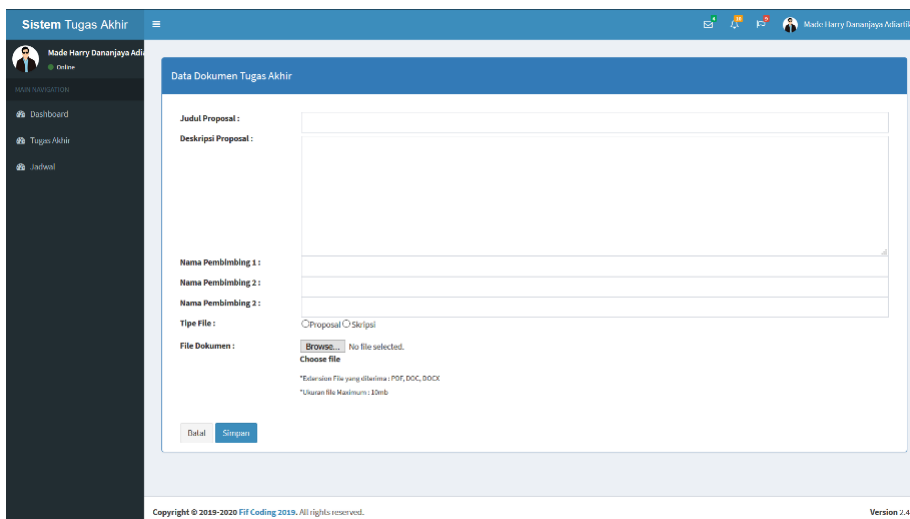 Sistem Tugas Akhir
Made Harry Dananjaya Adiartik
Made Harry Dananjaya Adi
Online
MAIN NAVIGATION
Dashboard
Tugas Akhir
Jadwal
Data Dokumen Tugas Akhir
Judul Proposal :
Deskripsi Proposal :
Nama Pembimbing 1 :
Nama Pembimbing 2 :
Nama Pembimbing 2 :
Tipe File :
Proposal Skripsi
File Dokumen :
Browse... No file selected.
Choose file
*Extension File yang diterima : PDF, DOC, DOCX
*Ukuran file Maximum : 10mb
Batal Simpan
Copyright © 2019-2020 Fif Coding 2019. All rights reserved.
Version 2.4